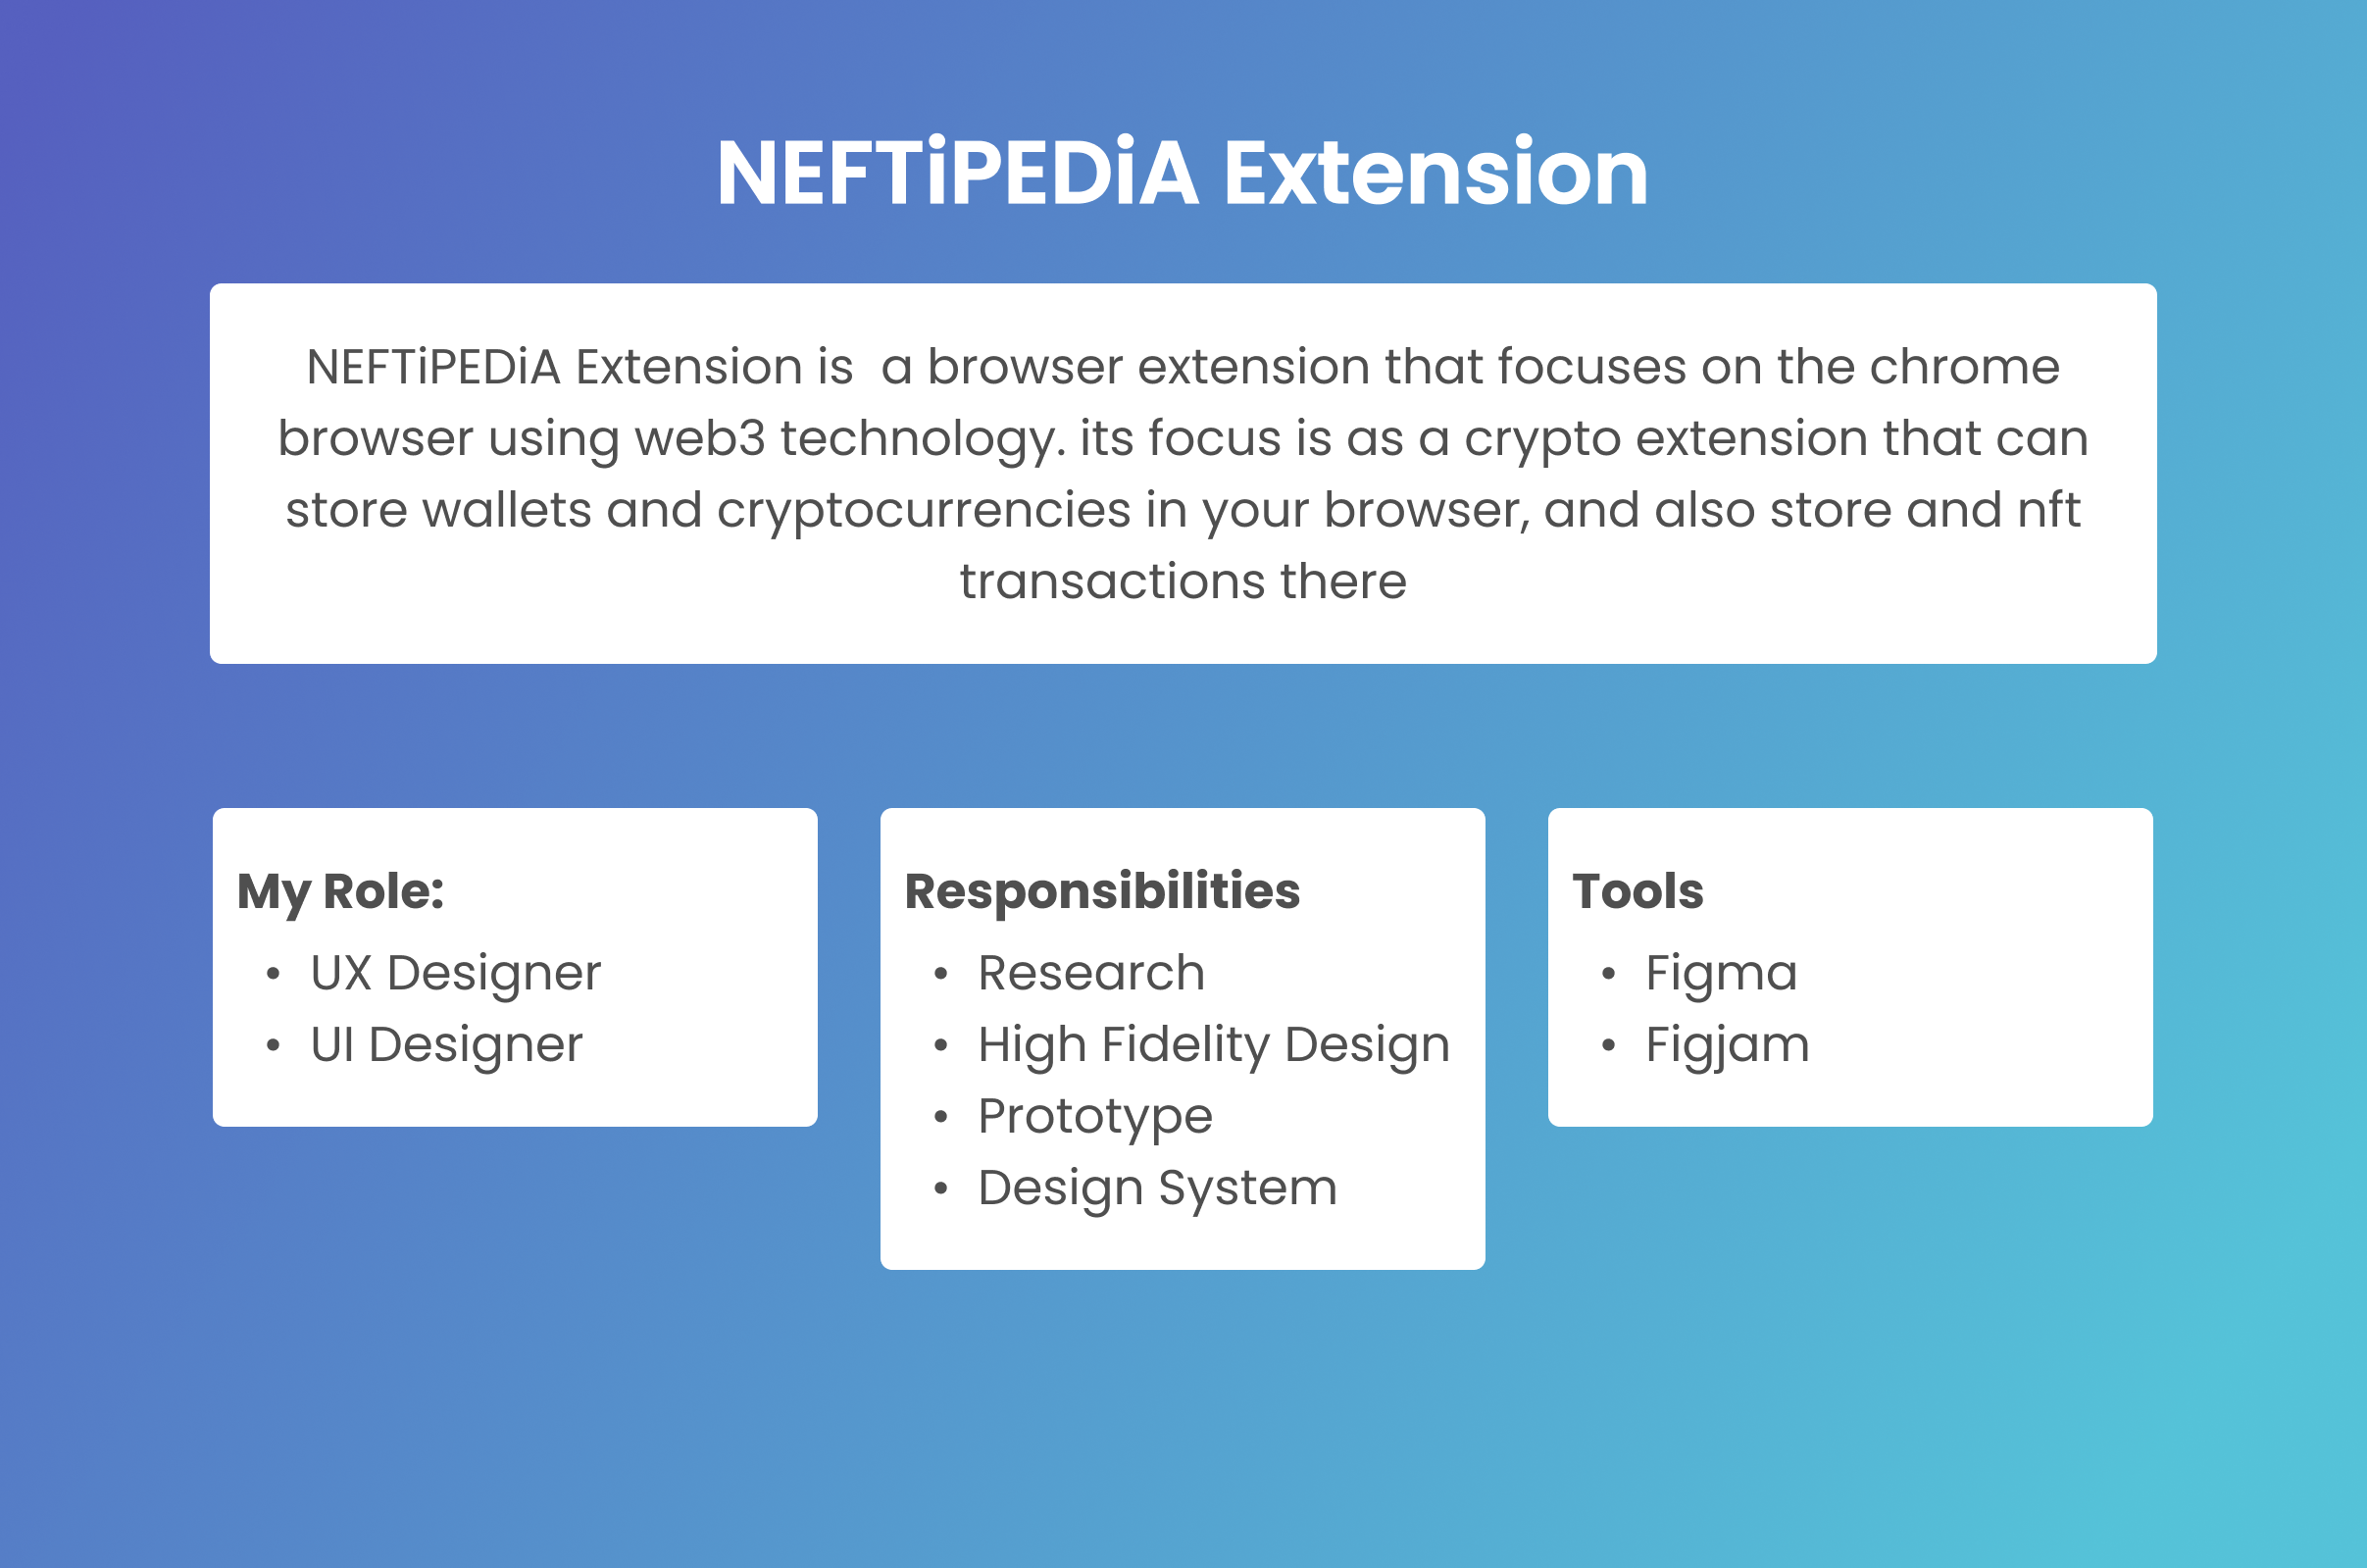 NEFTiPEDiA Extension
NEFTiPEDiA Extension is  a browser extension that focuses on the chrome
browser using web3 technology. its focus is as a crypto extension that can
store wallets and cryptocurrencies in your browser, and also store and nft
transactions there
My Role:
• UX Designer
• UI Designer
Responsibilities
• Research
• High Fidelity Design
• Prototype
• Design System
Tools
• Figma
• Figjam